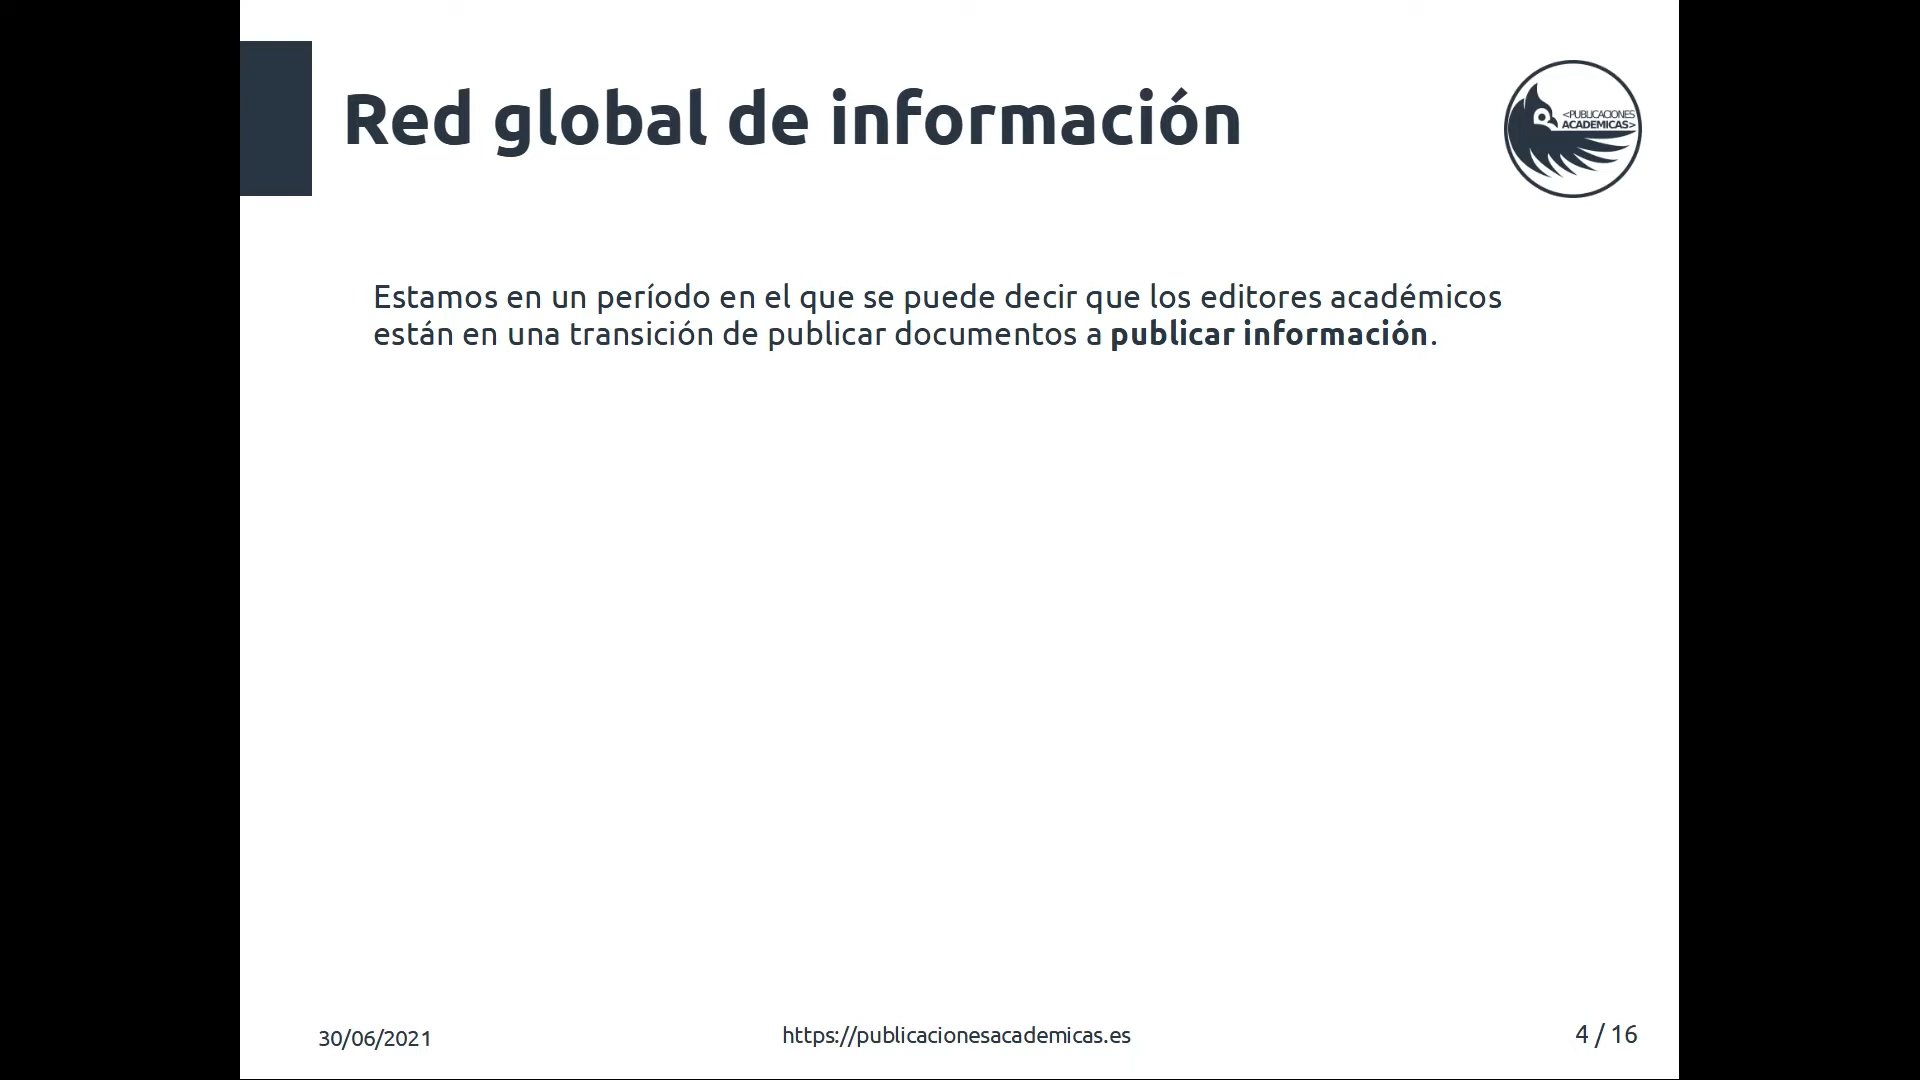 Red global de información
<PUBLICACIONES
ACADEMICAS>
Estamos en un período en el que se puede decir que los editores académicos
están en una transición de publicar documentos a publicar información.
30/06/2021
https://publicacionesacademicas.es
4 / 16